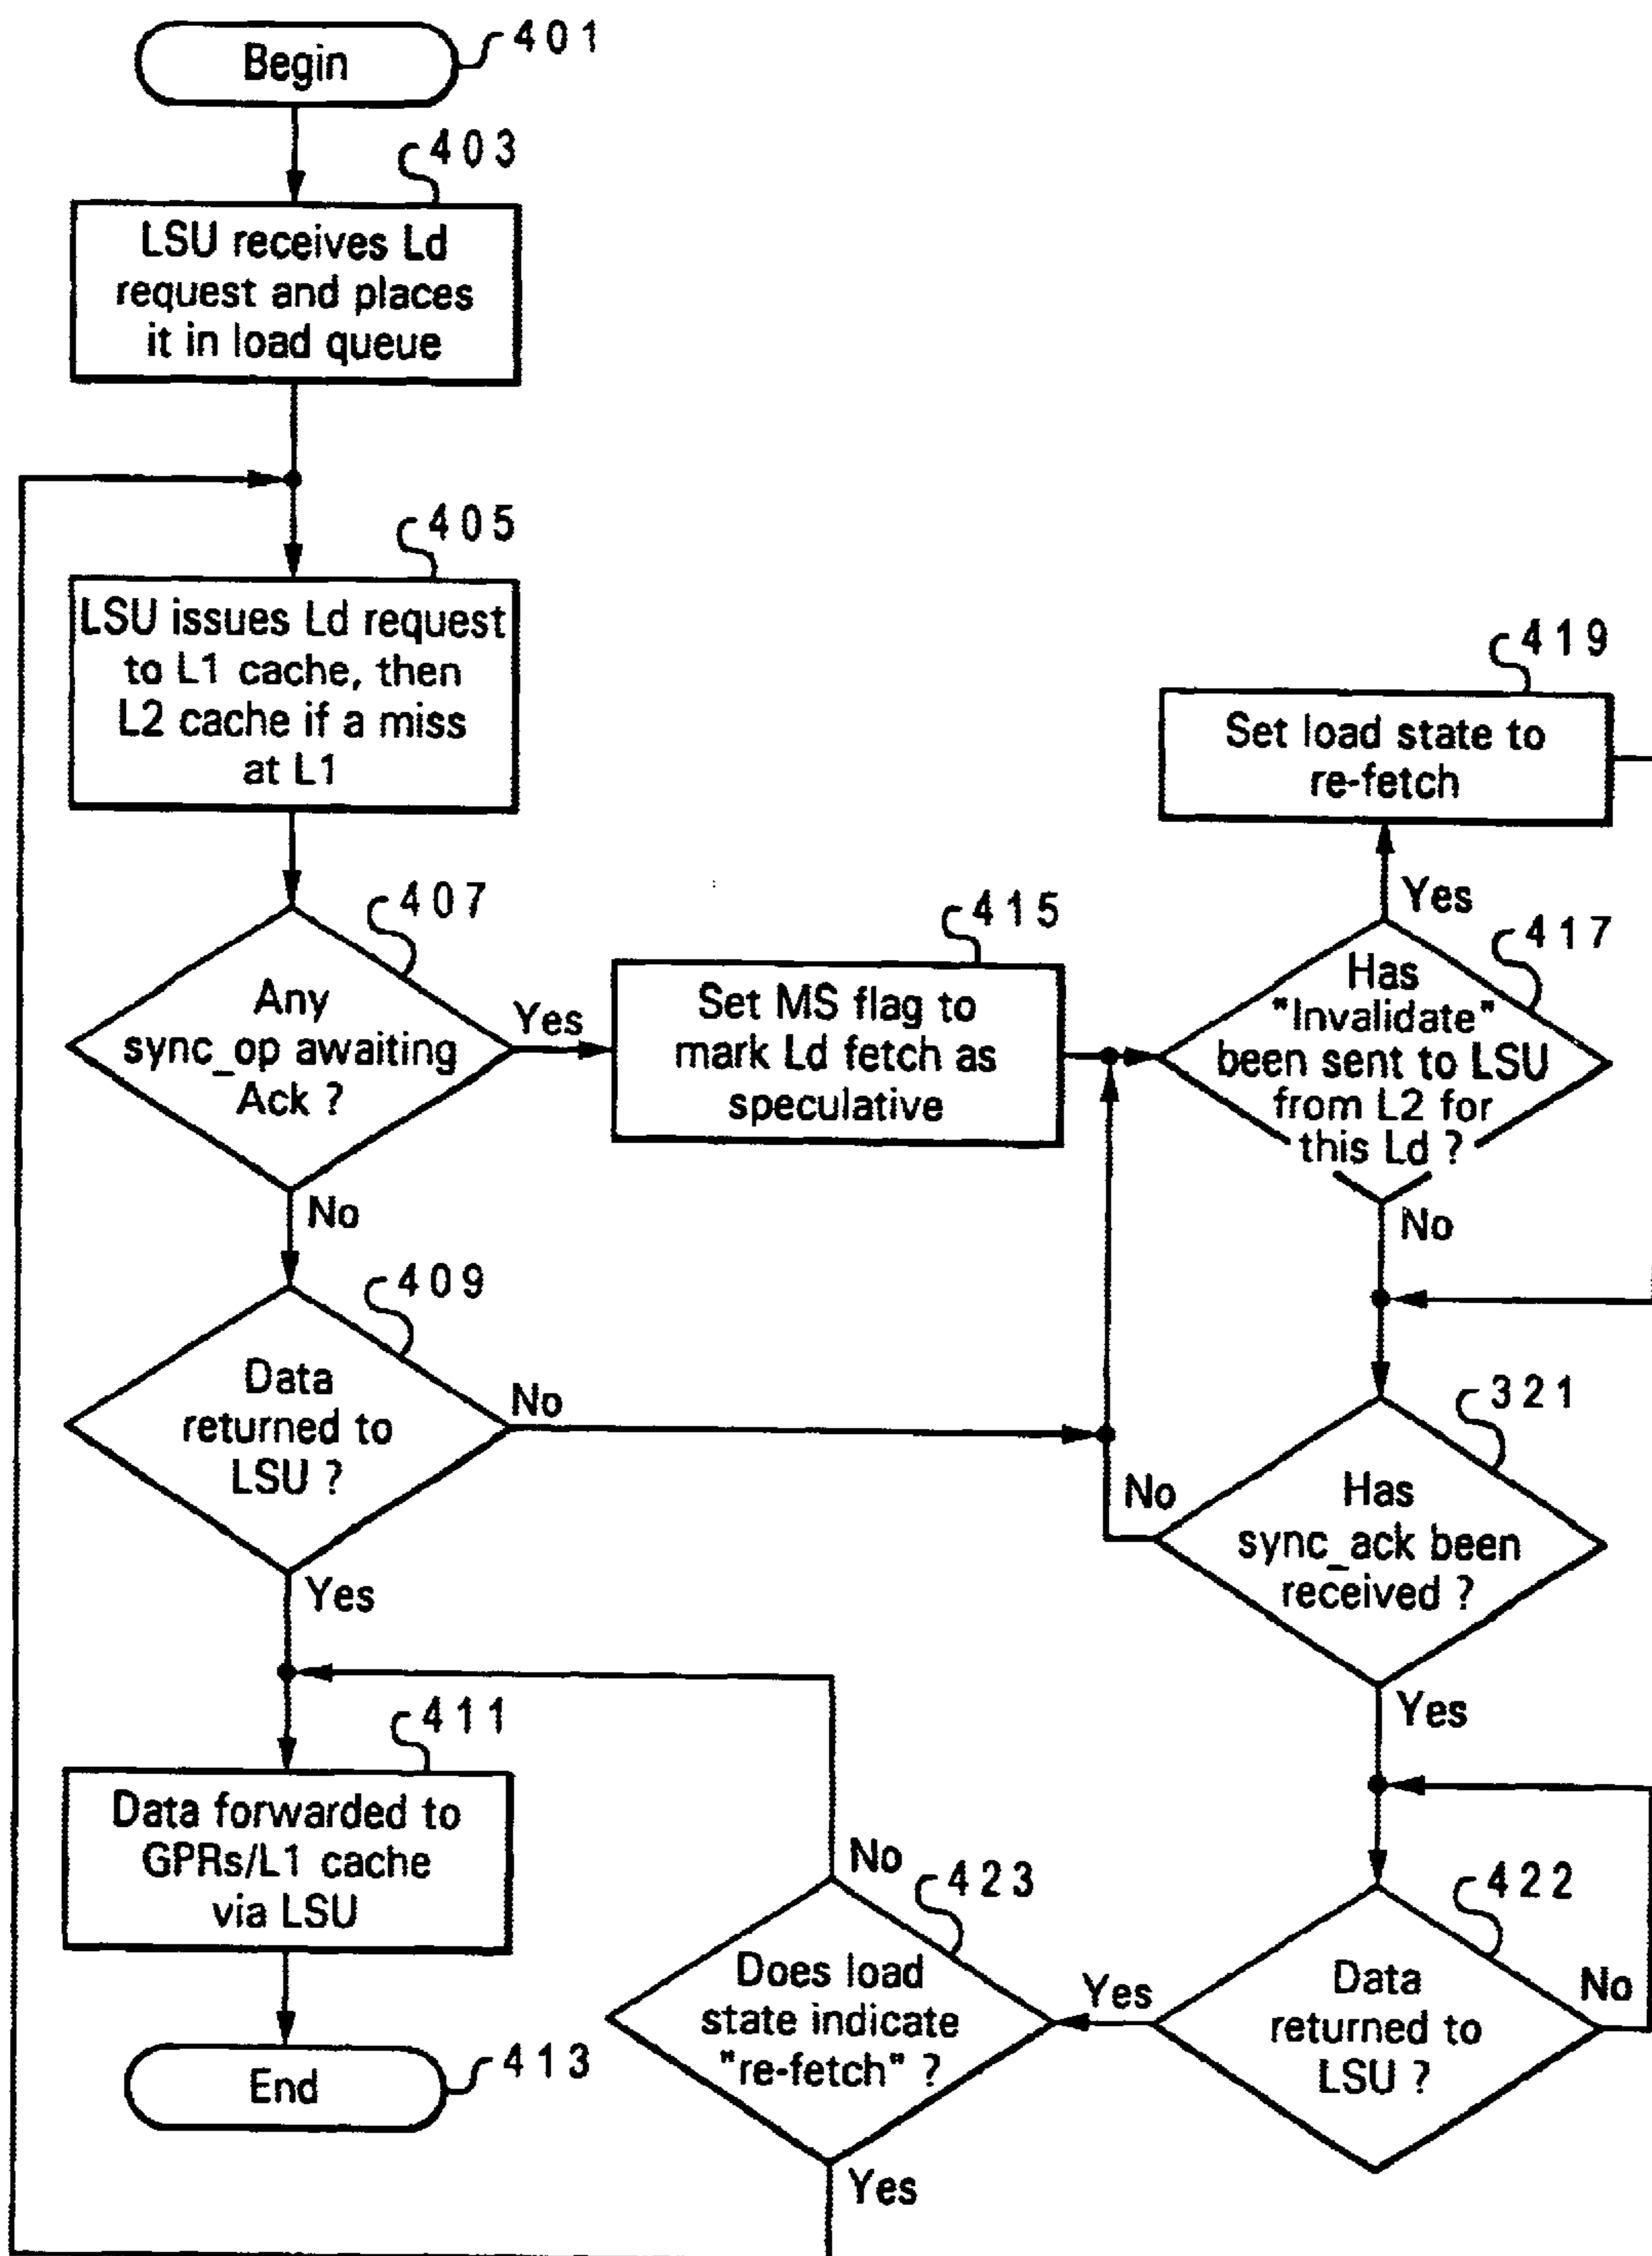 Begin
401
403
LSU receives Ld
request and places
it in load queue
405
LSU issues Ld request
to L1 cache, then
L2 cache if a miss
at L1
407
Any
sync_op awaiting
Ack ?
Yes
No
415
Set MS flag to
mark Ld fetch as
speculative
419
Set load state to
re-fetch
Yes
417
Has
"Invalidate"
been sent to LSU
from L2 for
this Ld ?
No
409
Data
returned to
LSU ?
No
Yes
321
Has
sync_ack been
received ?
No
Yes
411
Data forwarded to
GPRs/L1 cache
via LSU
413
End
423
Does load
state indicate
"re-fetch" ?
No
Yes
422
Data
returned to
LSU ?
Yes
No